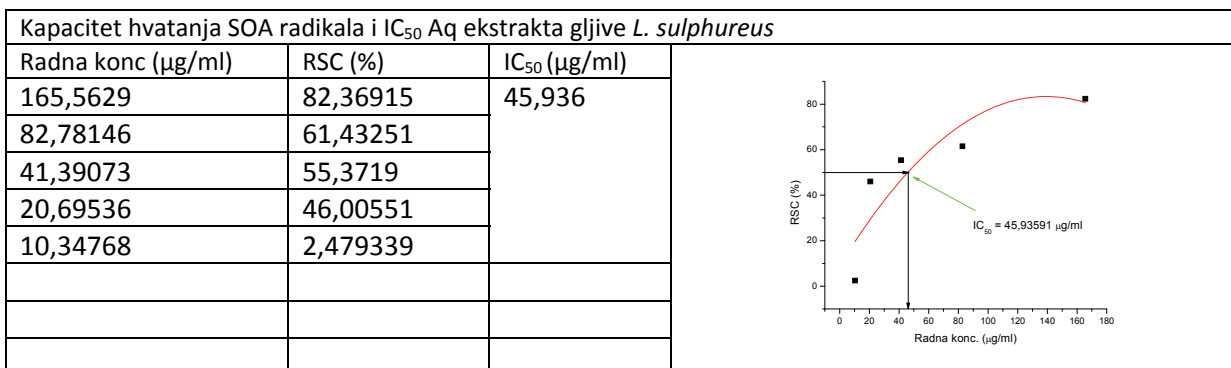 Kapacitet hvatanja SOA radikala i IC50 Aq ekstrakta gljive L. sulphureus
Radna konc (μg/ml) RSC (%) IC50 (μg/ml)
165,5629 82,36915 45,936
82,78146 61,43251
41,39073 55,3719
20,69536 46,00551
10,34768 2,479339
80
60
40
20
0
RSC (%)
IC50 = 45,93591 μg/ml
0 20 40 60 80 100 120 140 160 180
Radna konc. (μg/ml)